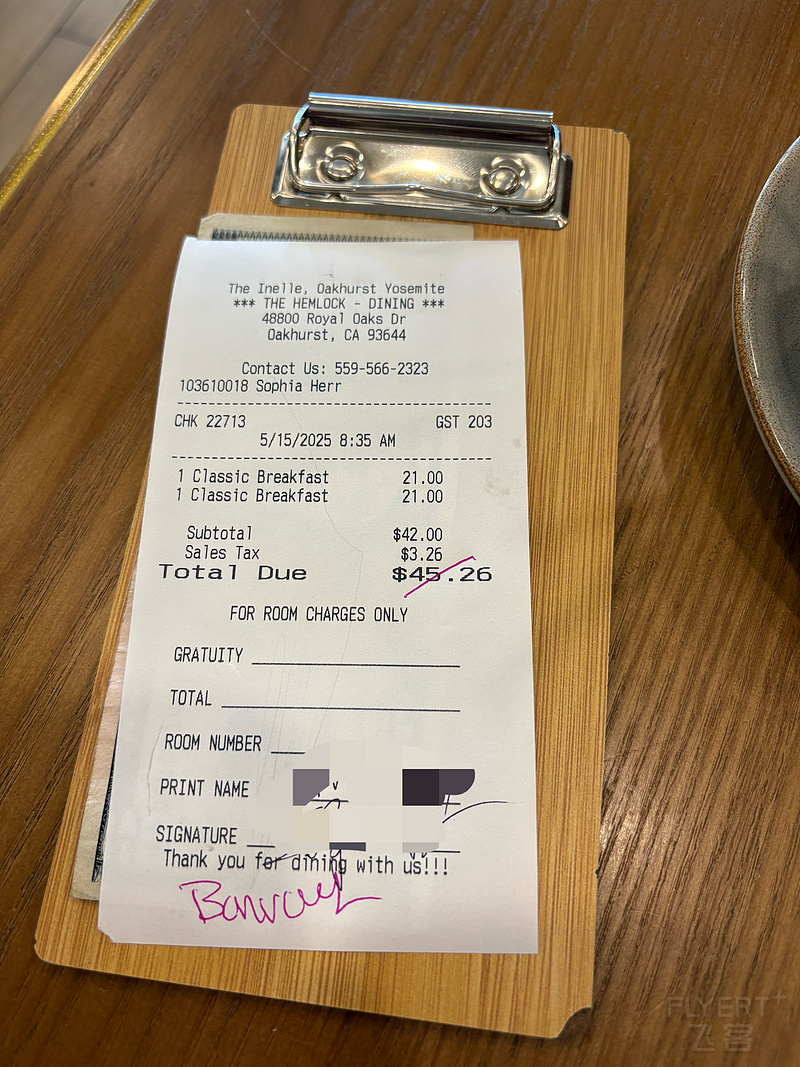 The Inelle, Oakhurst Yosemite
*** THE HEMLOCK - DINING ***
48800 Royal Oaks Dr
Oakhurst, CA 93644
Contact Us: 559-566-2323
103610018 Sophia Herr
CHK 22713 GST 203
5/15/2025 8:35 AM
1 Classic Breakfast 21.00
1 Classic Breakfast 21.00
Subtotal $42.00
Sales Tax $3.26
Total Due $45.26
FOR ROOM CHARGES ONLY
GRATUITY
TOTAL
ROOM NUMBER
PRINT NAME
SIGNATURE
Thank you for dining with us!!!
FLYERT+
飞客